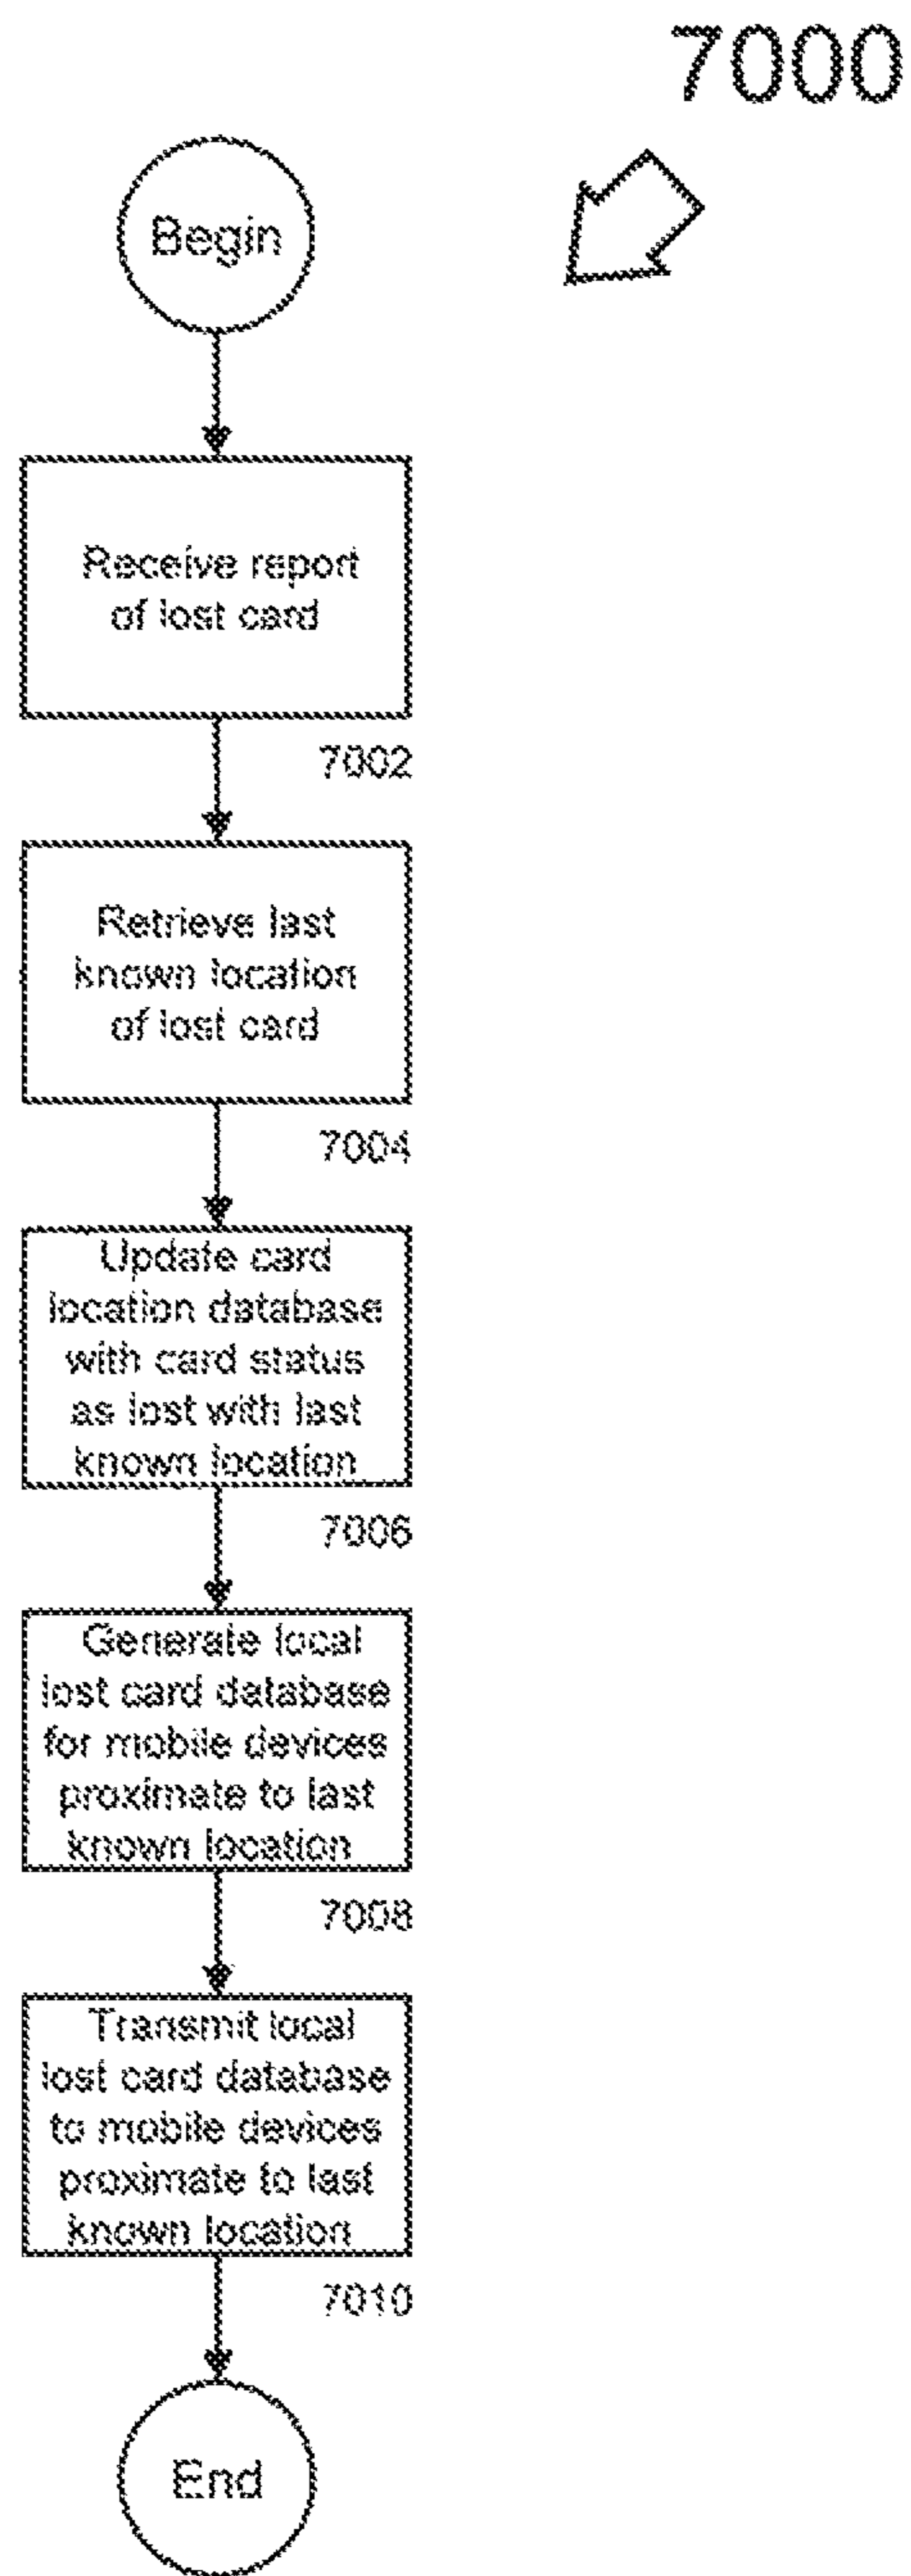 7000
Begin
Receive report
of lost card
7002
Retrieve last
known location
of lost card
7004
Update card
location database
with card status
as lost with last
known location
7006
Generate local
lost card database
for mobile devices
proximate to last
known location
7008
Transmit local
lost card database
to mobile devices
proximate to last
known location
7010
End